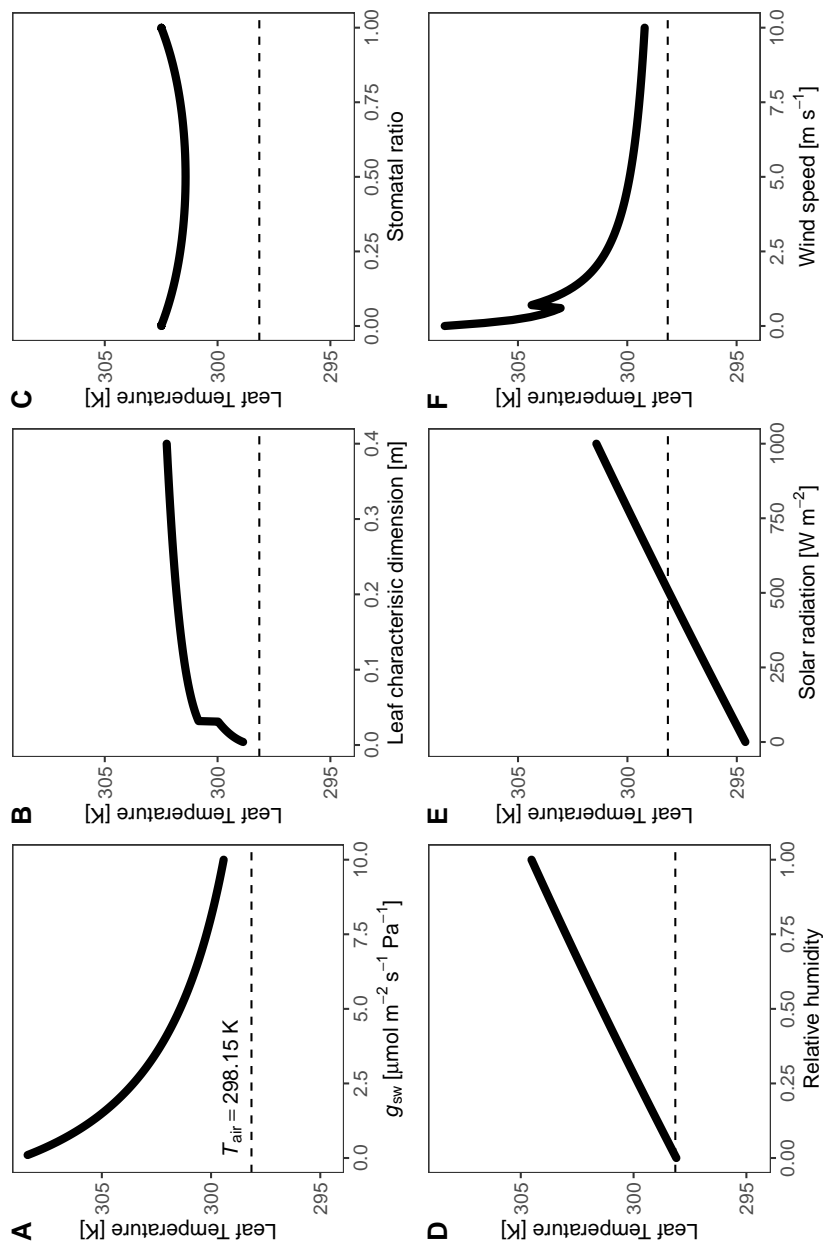 A
Leaf Temperature [K]
305
300
295
T_air = 298.15 K
0.0 2.5 5.0 7.5 10.0
g_sw [μmol m⁻² s⁻¹ Pa⁻¹]
B
Leaf Temperature [K]
305
300
295
0.0 0.1 0.2 0.3 0.4
Leaf characterisic dimension [m]
C
Leaf Temperature [K]
305
300
295
0.00 0.25 0.50 0.75 1.00
Stomatal ratio
D
Leaf Temperature [K]
305
300
295
0.00 0.25 0.50 0.75 1.00
Relative humidity
E
Leaf Temperature [K]
305
300
295
0 250 500 750 1000
Solar radiation [W m⁻²]
F
Leaf Temperature [K]
305
300
295
0.0 2.5 5.0 7.5 10.0
Wind speed [m s⁻¹]